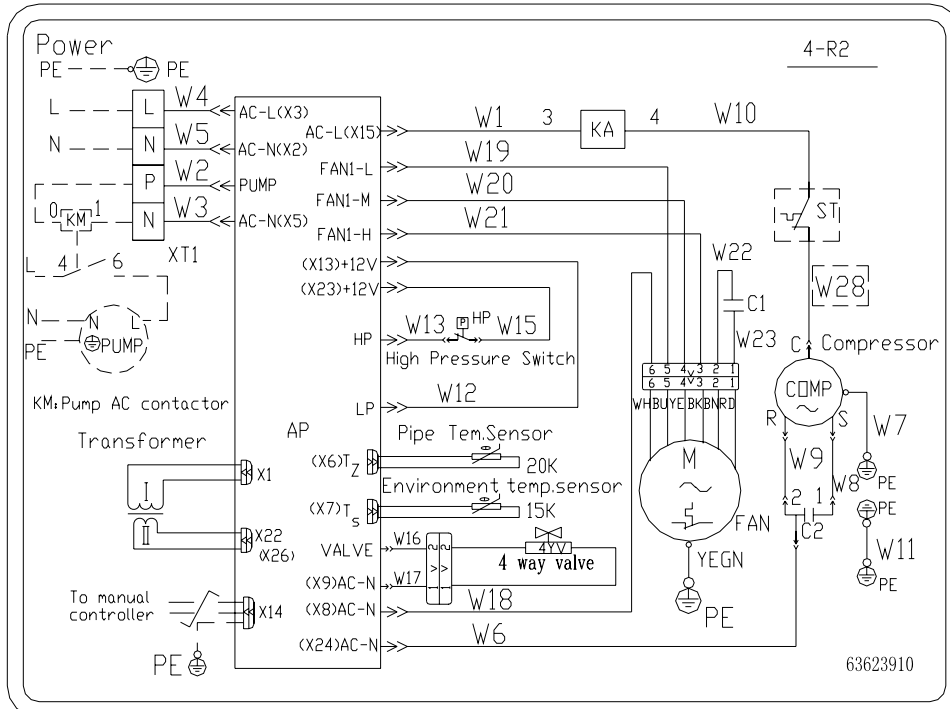 Power
4-R2
PE PE
L L W4 AC-L(X3)
N N W5 AC-N(X2)
P W2 PUMP
0 KM 1 N W3 AC-N(X5)
XT1
L 4 6
N N L
PE PUMP
KM:Pump AC contactor
Transformer
I X1
II X22
(X26)
To manual
controller X14
PE
AP
AC-L(X15) W1 3 KA 4 W10
FAN1-L W19
FAN1-M W20
FAN1-H W21
(X13)+12V
(X23)+12V
HP W13 P HP W15
High Pressure Switch
LP W12
Pipe Tem.Sensor
(X6)TZ 20K
Environment temp.sensor
(X7)Ts 15K
VALVE W16 2 2 4YV
4 way valve
(X9)AC-N W17 1 1
(X8)AC-N W18
(X24)AC-N W6
W22
C1
W23
6 5 4 3 2 1
6 5 4 3 2 1
WH BU YE BK BN RD
M
FAN
YEGN
PE
ST
W28
C Compressor
COMP
R S
W7
PE
W9 W8
2 1
C2
PE
W11
PE
63623910